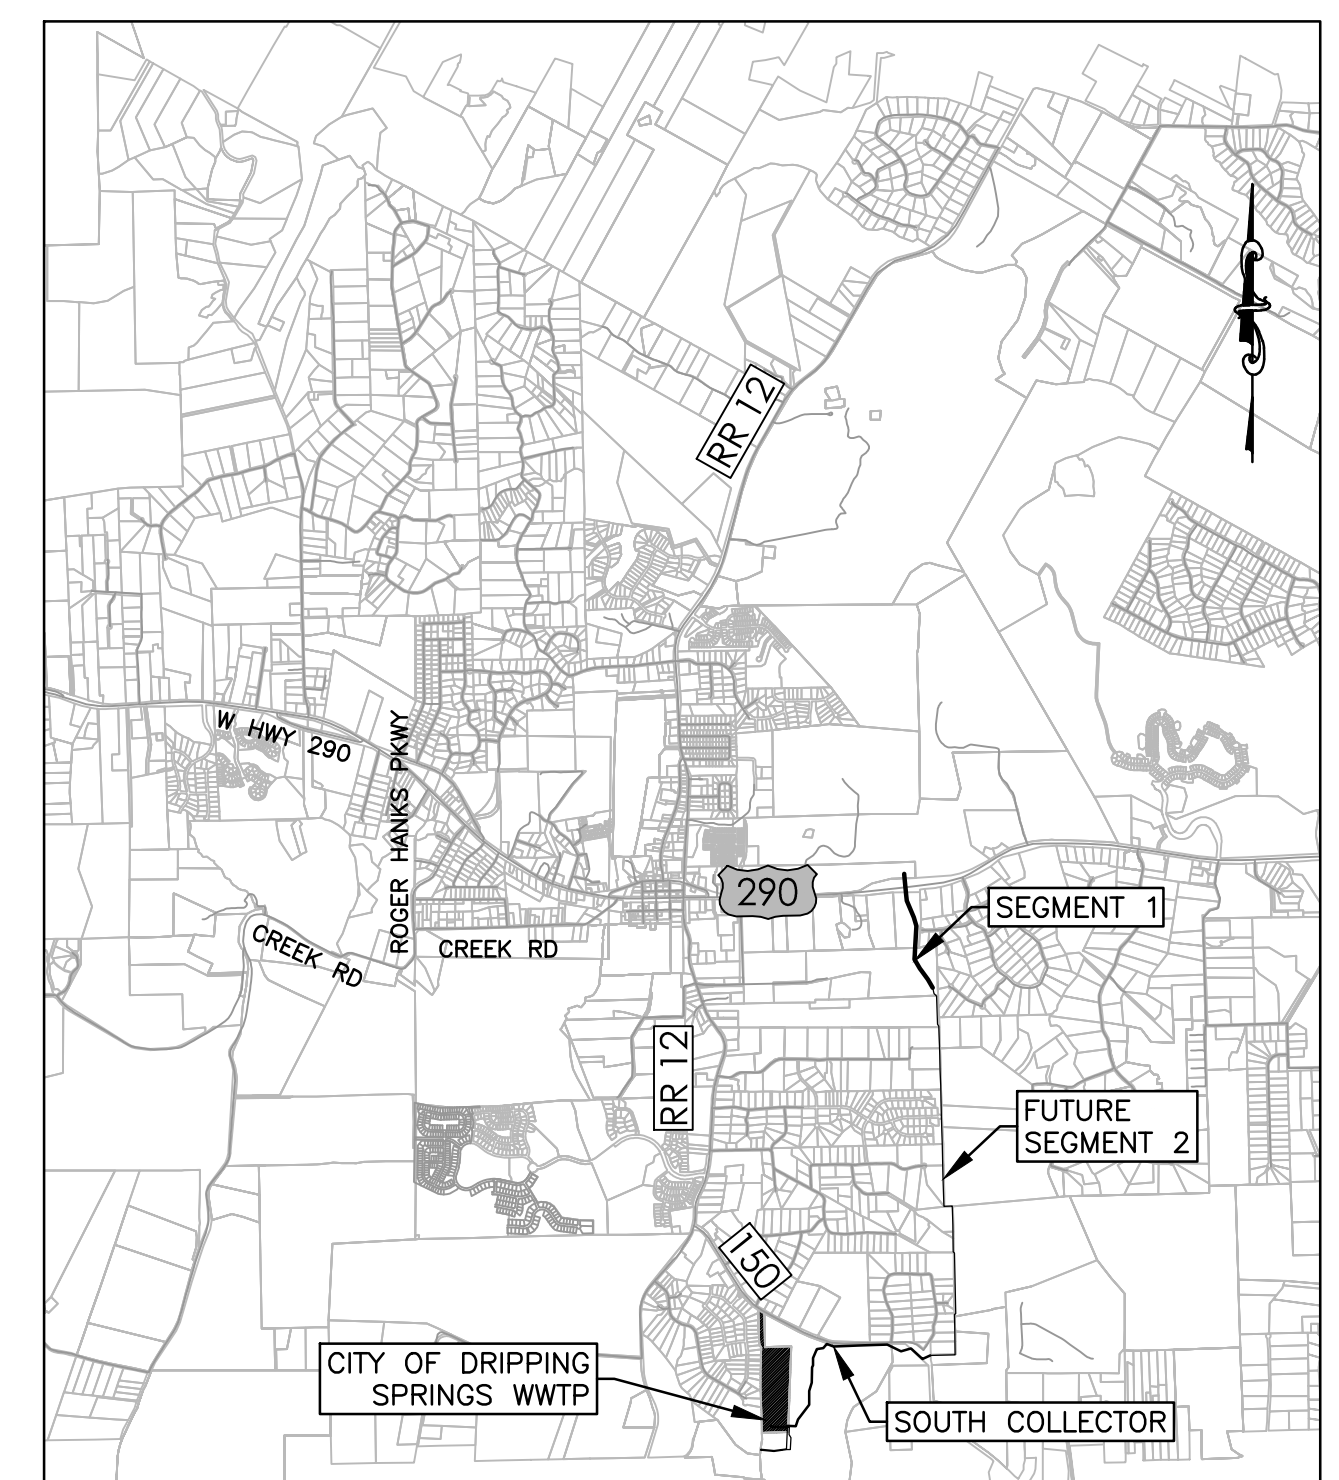 RR 12
W HWY 290
ROGER HANKS PKWY
290
SEGMENT 1
CREEK RD
CREEK RD
RR 12
FUTURE
SEGMENT 2
150
CITY OF DRIPPING
SPRINGS WWTP
SOUTH COLLECTOR